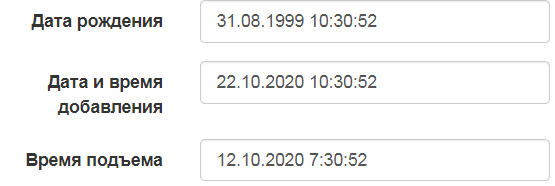 Дата рождения 31.08.1999 10:30:52
Дата и время
добавления 22.10.2020 10:30:52
Время подъема 12.10.2020 7:30:52